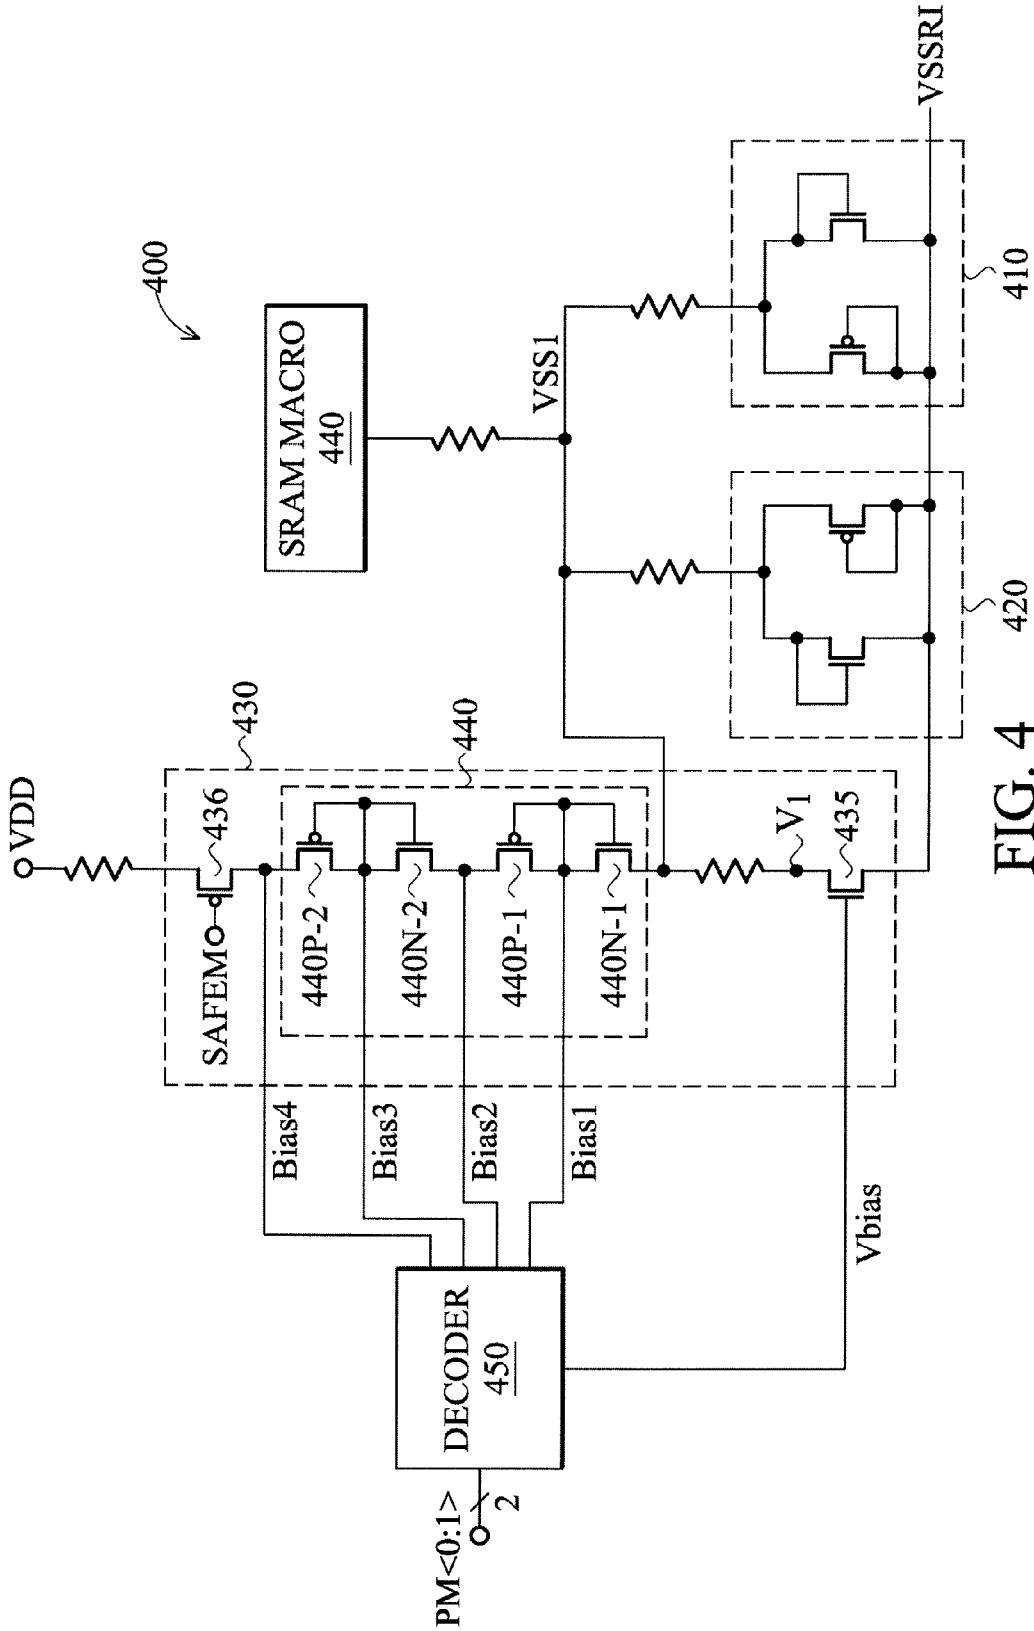 400
VDD
SAFEM
436
430
440
440P-2
440N-2
440P-1
440N-1
V1
435
Bias4
Bias3
Bias2
Bias1
Vbias
PM<0:1>
2
DECODER
450
SRAM MACRO
440
VSS1
420
410
VSSRI
FIG. 4